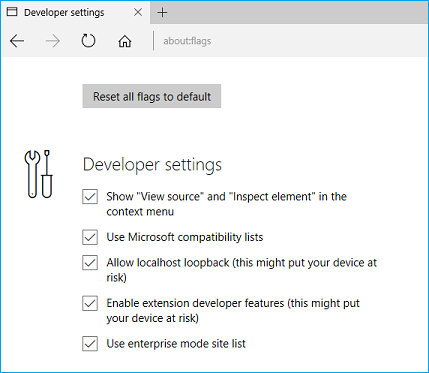 Developer settings
about:flags
Reset all flags to default
Developer settings
Show "View source" and "Inspect element" in the
context menu
Use Microsoft compatibility lists
Allow localhost loopback (this might put your device at
risk)
Enable extension developer features (this might put
your device at risk)
Use enterprise mode site list